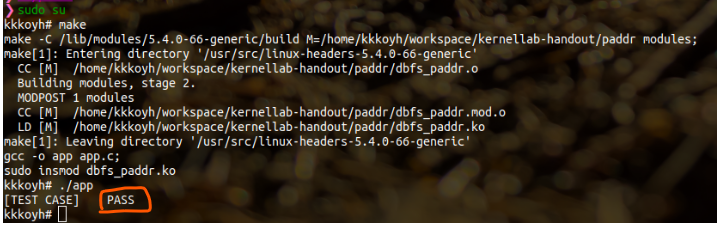 sudo su
kkkoyh# make
make -C /lib/modules/5.4.0-66-generic/build M=/home/kkkoyh/workspace/kernellab-handout/paddr modules;
make[1]: Entering directory '/usr/src/linux-headers-5.4.0-66-generic'
CC [M] /home/kkkoyh/workspace/kernellab-handout/paddr/dbfs_paddr.o
Building modules, stage 2.
MODPOST 1 modules
CC [M] /home/kkkoyh/workspace/kernellab-handout/paddr/dbfs_paddr.mod.o
LD [M] /home/kkkoyh/workspace/kernellab-handout/paddr/dbfs_paddr.ko
make[1]: Leaving directory '/usr/src/linux-headers-5.4.0-66-generic'
gcc -o app app.c;
sudo insmod dbfs_paddr.ko
kkkoyh# ./app
[TEST CASE] PASS
kkkoyh#